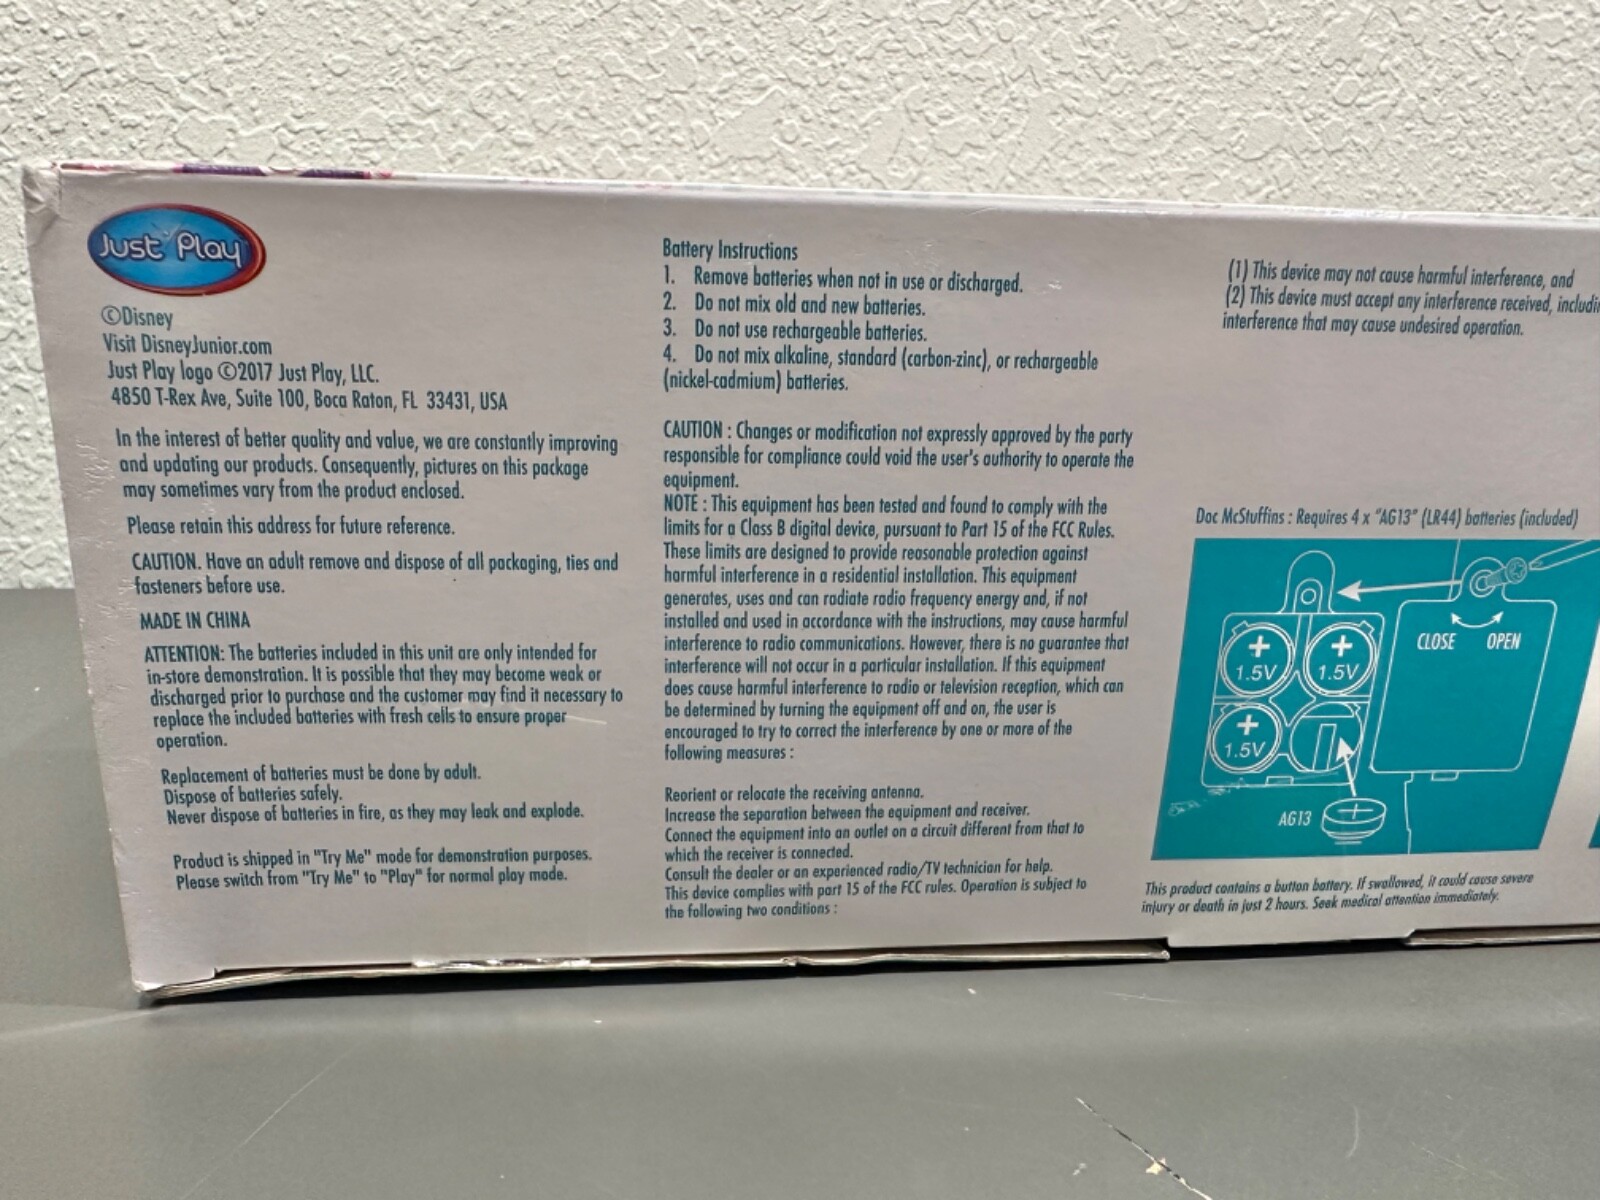 Just Play
©Disney
Visit DisneyJunior.com
Just Play logo ©2017 Just Play, LLC.
4850 T-Rex Ave, Suite 100, Boca Raton, FL 33431, USA
In the interest of better quality and value, we are constantly improving
and updating our products. Consequently, pictures on this package
may sometimes vary from the product enclosed.
Please retain this address for future reference.
CAUTION. Have an adult remove and dispose of all packaging, ties and
fasteners before use.
MADE IN CHINA
ATTENTION: The batteries included in this unit are only intended for
in-store demonstration. It is possible that they may become weak or
discharged prior to purchase and the customer may find it necessary to
replace the included batteries with fresh cells to ensure proper
operation.
Replacement of batteries must be done by adult.
Dispose of batteries safely.
Never dispose of batteries in fire, as they may leak and explode.
Product is shipped in "Try Me" mode for demonstration purposes.
Please switch from "Try Me" to "Play" for normal play mode.
Battery Instructions
1. Remove batteries when not in use or discharged.
2. Do not mix old and new batteries.
3. Do not use rechargeable batteries.
4. Do not mix alkaline, standard (carbon-zinc), or rechargeable
(nickel-cadmium) batteries.
CAUTION : Changes or modification not expressly approved by the party
responsible for compliance could void the user's authority to operate the
equipment.
NOTE : This equipment has been tested and found to comply with the
limits for a Class B digital device, pursuant to Part 15 of the FCC Rules.
These limits are designed to provide reasonable protection against
harmful interference in a residential installation. This equipment
generates, uses and can radiate radio frequency energy and, if not
installed and used in accordance with the instructions, may cause harmful
interference to radio communications. However, there is no guarantee that
interference will not occur in a particular installation. If this equipment
does cause harmful interference to radio or television reception, which can
be determined by turning the equipment off and on, the user is
encouraged to try to correct the interference by one or more of the
following measures :
Reorient or relocate the receiving antenna.
Increase the separation between the equipment and receiver.
Connect the equipment into an outlet on a circuit different from that to
which the receiver is connected.
Consult the dealer or an experienced radio/TV technician for help.
This device complies with part 15 of the FCC rules. Operation is subject to
the following two conditions :
(1) This device may not cause harmful interference, and
(2) This device must accept any interference received, includin
interference that may cause undesired operation.
Doc McStuffins : Requires 4 x "AG13" (LR44) batteries (included)
CLOSE OPEN
+ +
1.5V 1.5V
+
1.5V
AG13
+
This product contains a button battery. If swallowed, it could cause severe
injury or death in just 2 hours. Seek medical attention immediately.